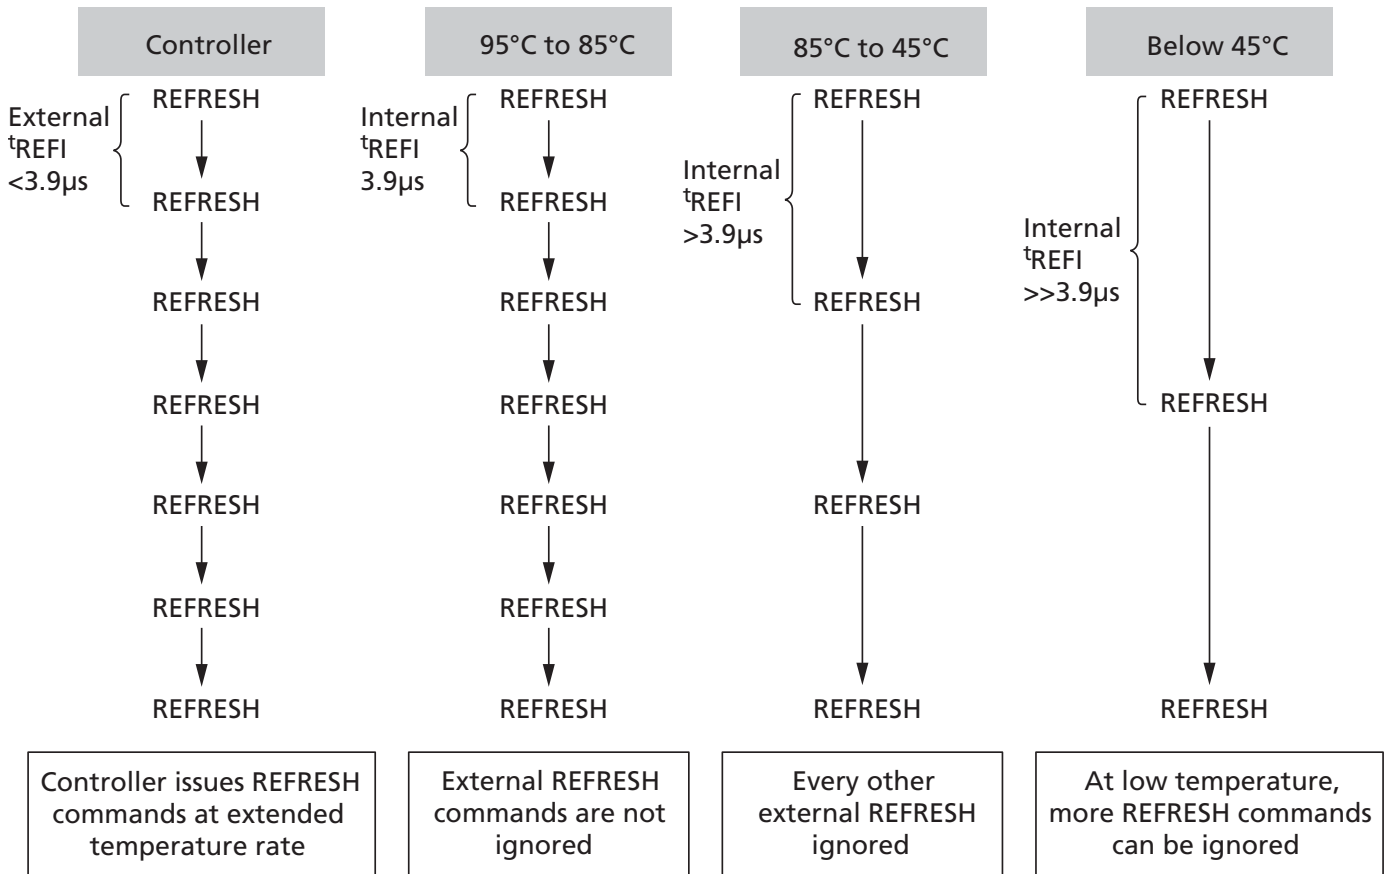 Controller
External
tREFI
<3.9µs
REFRESH
REFRESH
REFRESH
REFRESH
REFRESH
REFRESH
REFRESH
Controller issues REFRESH
commands at extended
temperature rate
95°C to 85°C
Internal
tREFI
3.9µs
REFRESH
REFRESH
REFRESH
REFRESH
REFRESH
REFRESH
REFRESH
External REFRESH
commands are not
ignored
85°C to 45°C
Internal
tREFI
>3.9µs
REFRESH
REFRESH
REFRESH
REFRESH
Every other
external REFRESH
ignored
Below 45°C
Internal
tREFI
>>3.9µs
REFRESH
REFRESH
REFRESH
At low temperature,
more REFRESH commands
can be ignored